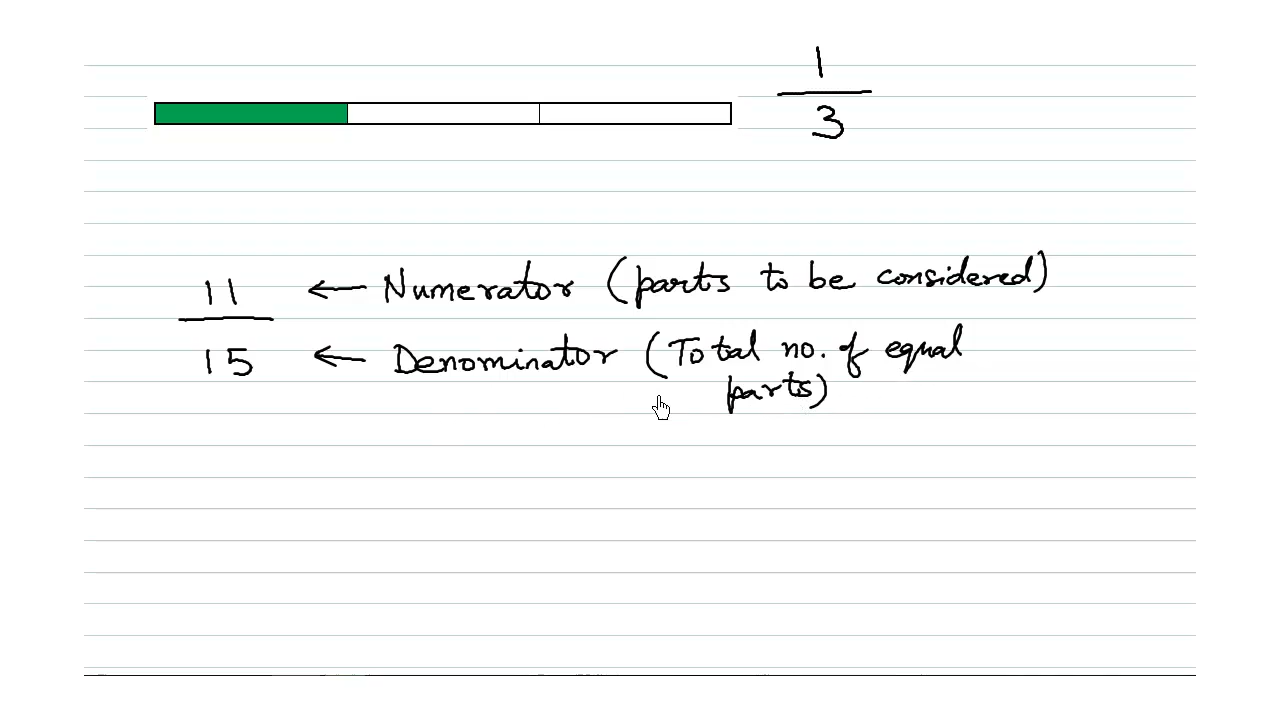 1
3
11 ← Numerator (parts to be considered)
15 ← Denominator (Total no. of equal
parts)